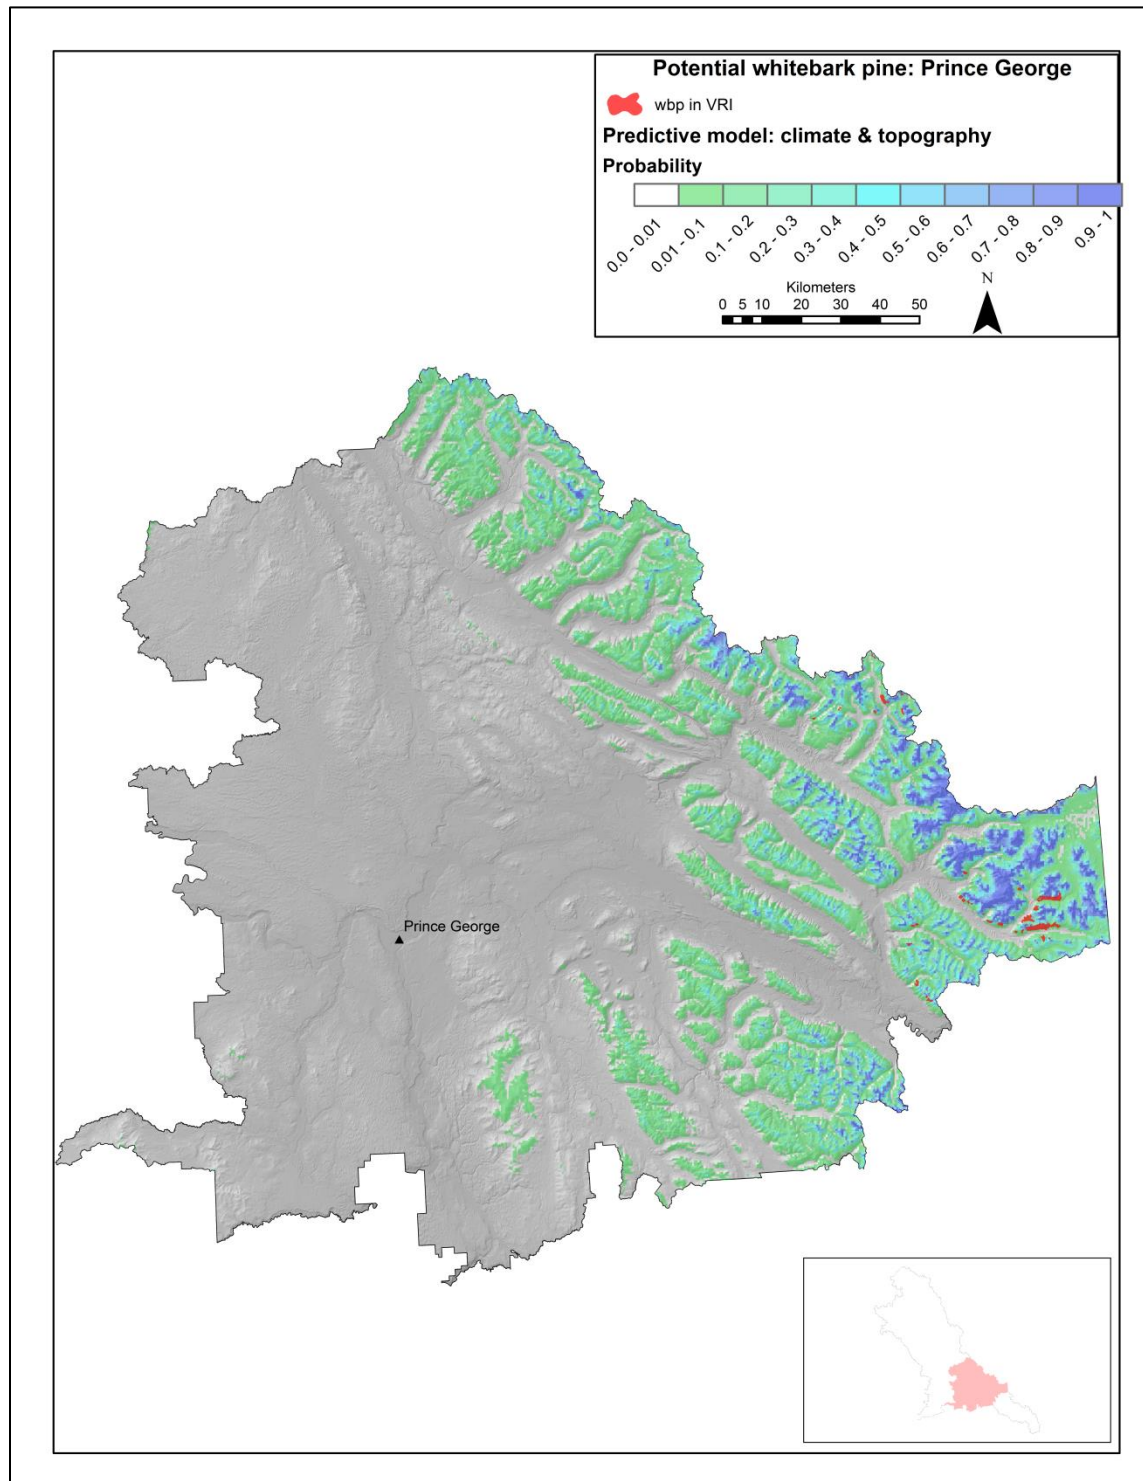 Potential whitebark pine: Prince George
wbp in VRI
Predictive model: climate & topography
Probability
0.0 - 0.01
0.01 - 0.1
0.1 - 0.2
0.2 - 0.3
0.3 - 0.4
0.4 - 0.5
0.5 - 0.6
0.6 - 0.7
0.7 - 0.8
0.8 - 0.9
0.9 - 1
Kilometers
0 5 10 20 30 40 50
N
Prince George